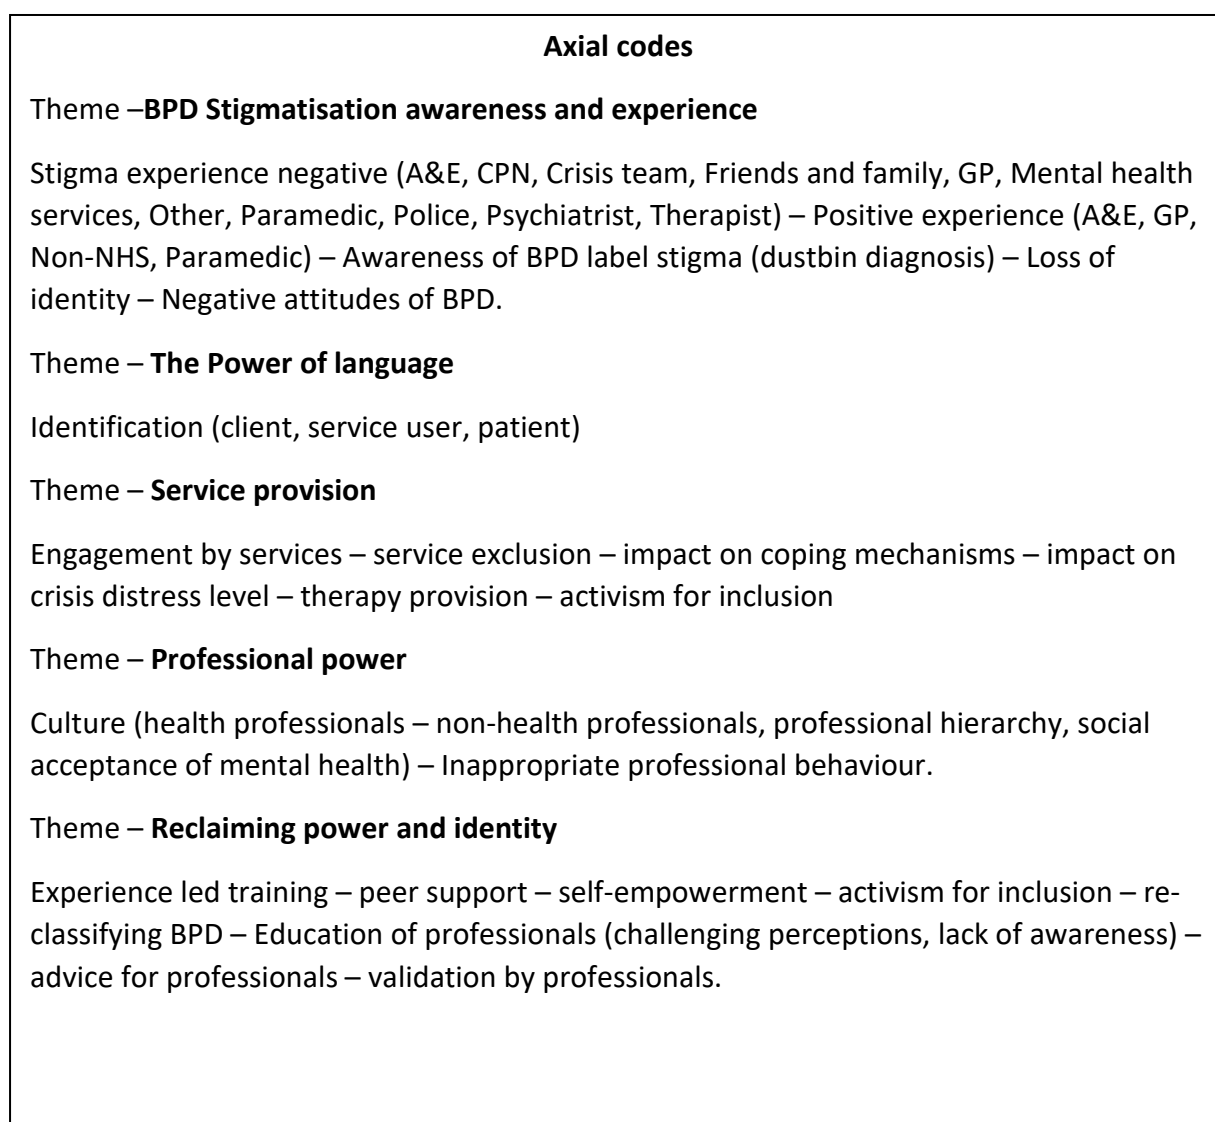 Axial codes
Theme –BPD Stigmatisation awareness and experience
Stigma experience negative (A&E, CPN, Crisis team, Friends and family, GP, Mental health
services, Other, Paramedic, Police, Psychiatrist, Therapist) – Positive experience (A&E, GP,
Non-NHS, Paramedic) – Awareness of BPD label stigma (dustbin diagnosis) – Loss of
identity – Negative attitudes of BPD.
Theme – The Power of language
Identification (client, service user, patient)
Theme – Service provision
Engagement by services – service exclusion – impact on coping mechanisms – impact on
crisis distress level – therapy provision – activism for inclusion
Theme – Professional power
Culture (health professionals – non-health professionals, professional hierarchy, social
acceptance of mental health) – Inappropriate professional behaviour.
Theme – Reclaiming power and identity
Experience led training – peer support – self-empowerment – activism for inclusion – re-
classifying BPD – Education of professionals (challenging perceptions, lack of awareness) –
advice for professionals – validation by professionals.